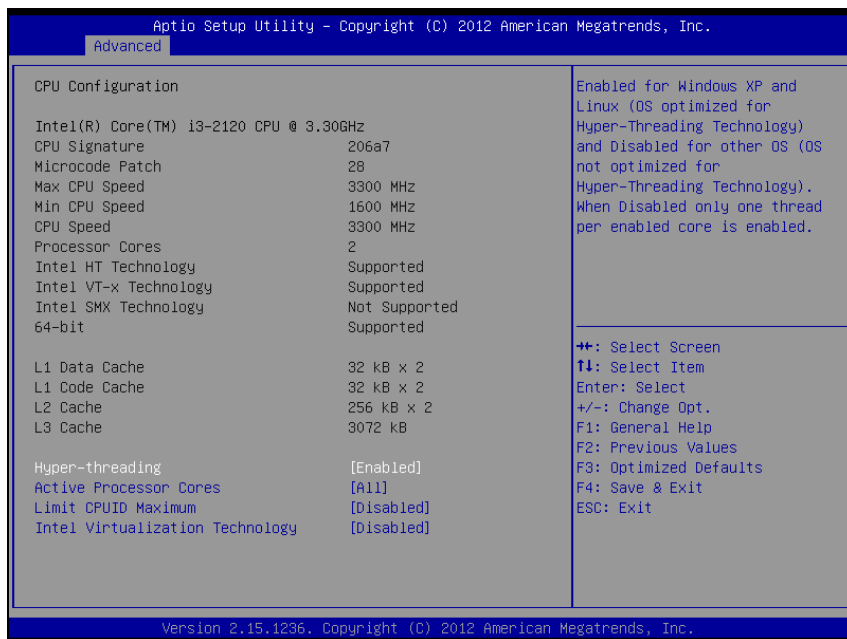 Aptio Setup Utility – Copyright (C) 2012 American Megatrends, Inc.
Advanced
CPU Configuration
Intel(R) Core(TM) i3-2120 CPU @ 3.30GHz
CPU Signature 206a7
Microcode Patch 28
Max CPU Speed 3300 MHz
Min CPU Speed 1600 MHz
CPU Speed 3300 MHz
Processor Cores 2
Intel HT Technology Supported
Intel VT-x Technology Supported
Intel SMX Technology Not Supported
64-bit Supported
L1 Data Cache 32 kB x 2
L1 Code Cache 32 kB x 2
L2 Cache 256 kB x 2
L3 Cache 3072 kB
Hyper-threading [Enabled]
Active Processor Cores [All]
Limit CPUID Maximum [Disabled]
Intel Virtualization Technology [Disabled]
Enabled for Windows XP and
Linux (OS optimized for
Hyper-Threading Technology)
and Disabled for other OS (OS
not optimized for
Hyper-Threading Technology).
When Disabled only one thread
per enabled core is enabled.
→←: Select Screen
↑↓: Select Item
Enter: Select
+/-: Change Opt.
F1: General Help
F2: Previous Values
F3: Optimized Defaults
F4: Save & Exit
ESC: Exit
Version 2.15.1236. Copyright (C) 2012 American Megatrends, Inc.